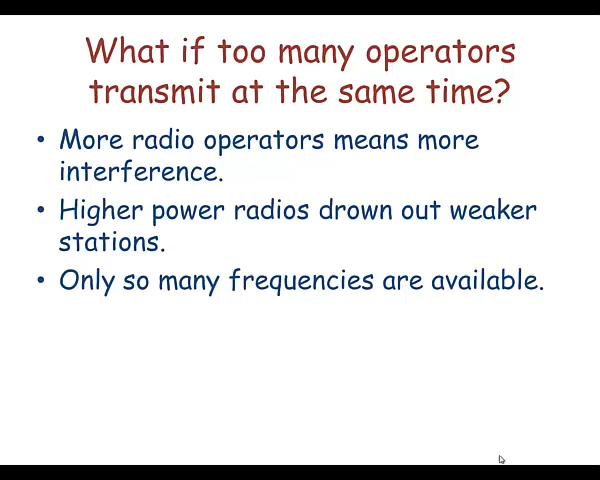 What if too many operators
transmit at the same time?
• More radio operators means more
interference.
• Higher power radios drown out weaker
stations.
• Only so many frequencies are available.